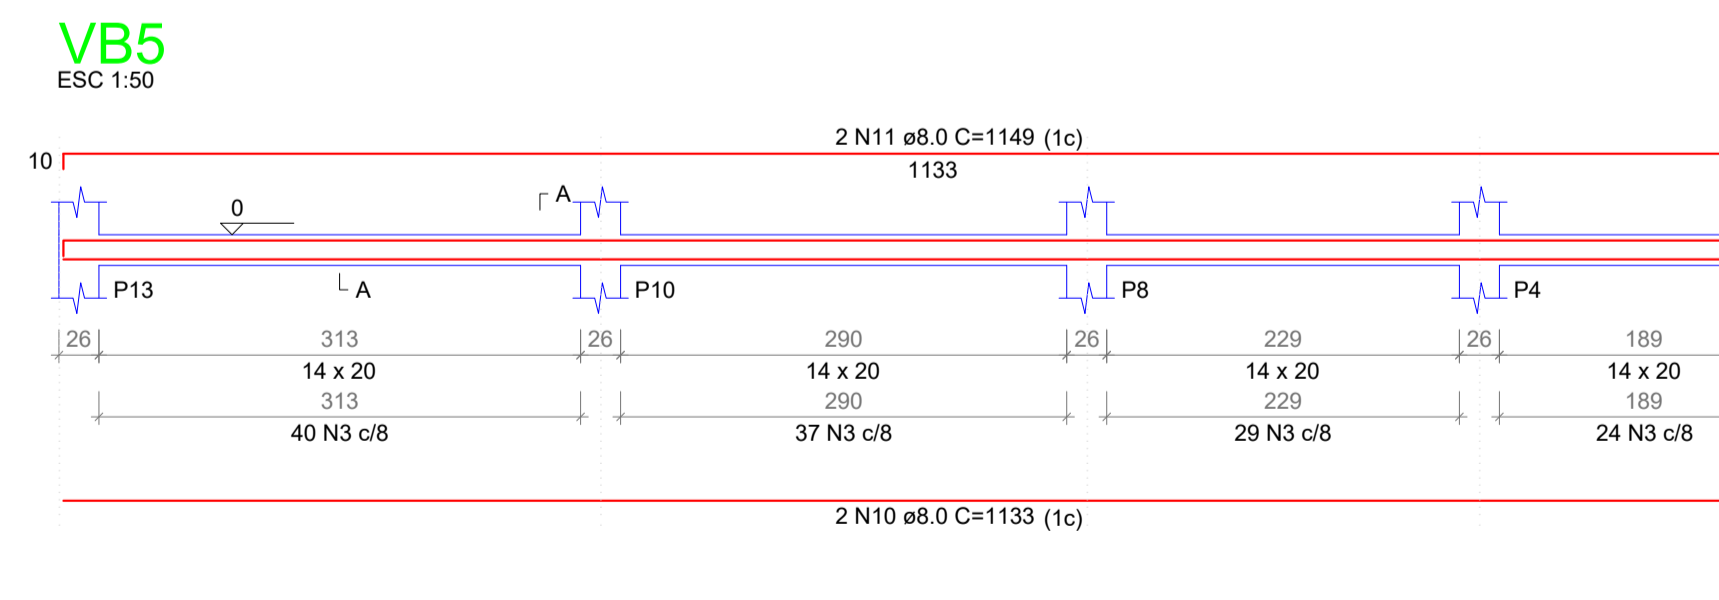 VB5
ESC 1:50
2 N11 ø8.0 C=1149 (1c)
10
1133
0
A
A
P13
P10
P8
P4
26 313 26 290 26 229 26 189
14 x 20 14 x 20 14 x 20 14 x 20
313 290 229 189
40 N3 c/8 37 N3 c/8 29 N3 c/8 24 N3 c/8
2 N10 ø8.0 C=1133 (1c)